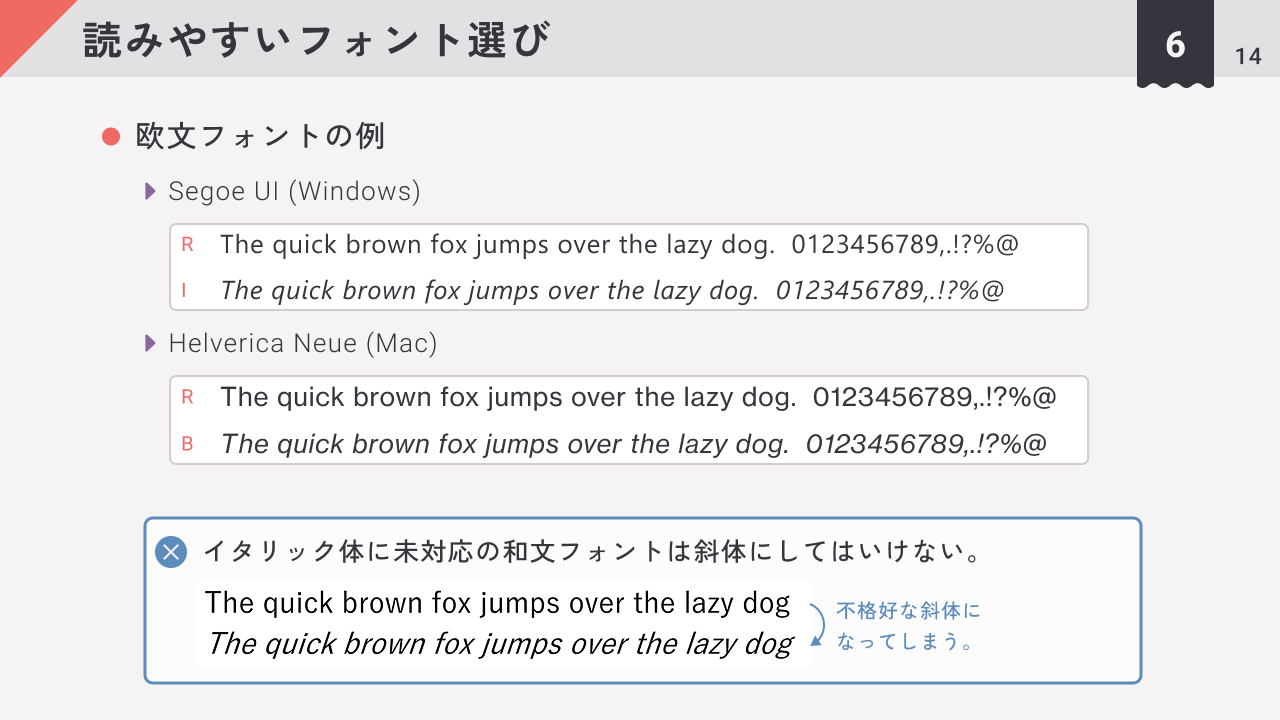 読みやすいフォント選び
6
14
欧文フォントの例
Segoe UI (Windows)
R The quick brown fox jumps over the lazy dog. 0123456789,.!?%@
I The quick brown fox jumps over the lazy dog. 0123456789,.!?%@
Helverica Neue (Mac)
R The quick brown fox jumps over the lazy dog. 0123456789,.!?%@
B The quick brown fox jumps over the lazy dog. 0123456789,.!?%@
イタリック体に未対応の和文フォントは斜体にしてはいけない。
The quick brown fox jumps over the lazy dog
The quick brown fox jumps over the lazy dog
不格好な斜体に
なってしまう。